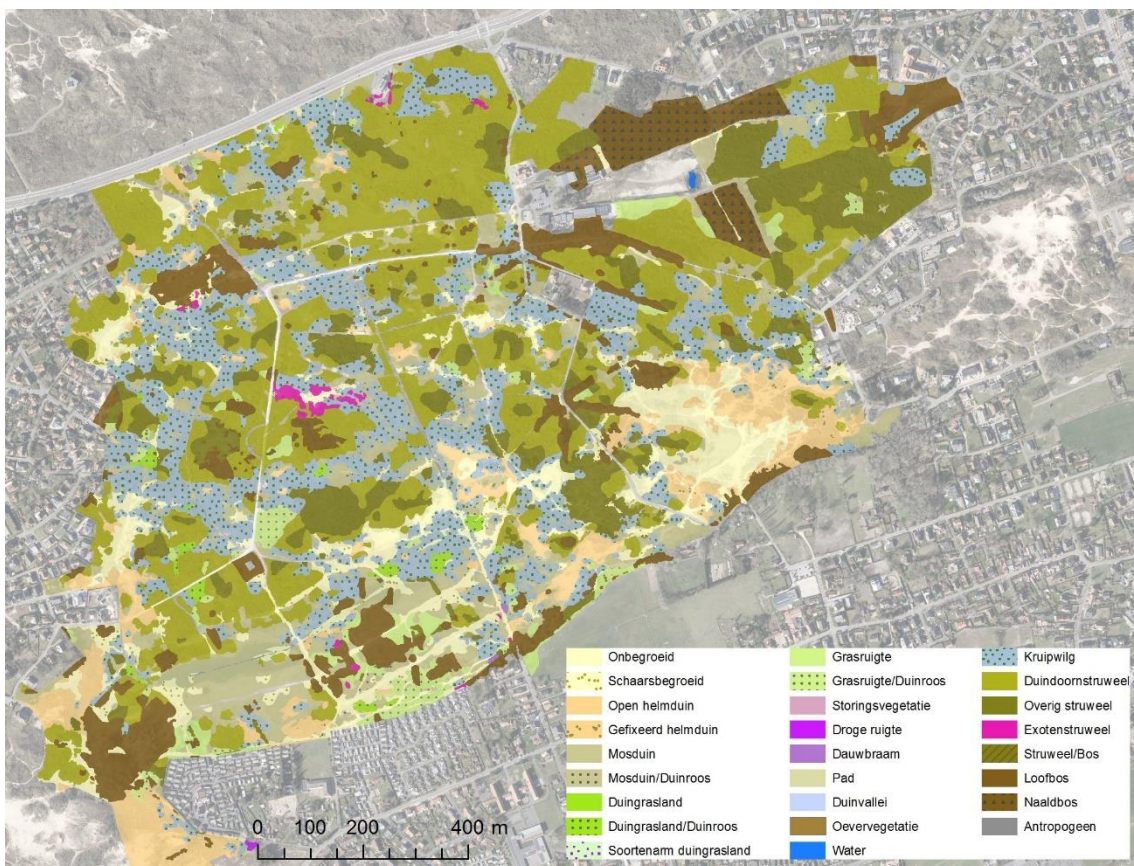 0 100 200 400 m
Onbegroeid
Schaarsbegroeid
Open helmduin
Gefixeerd helmduin
Mosduin
Mosduin/Duinroos
Duingrasland
Duingrasland/Duinroos
Soortenarm duingrasland
Grasruigte
Grasruigte/Duinroos
Storingsvegetatie
Droge ruigte
Dauwbraam
Pad
Duinvallei
Oevervegetatie
Water
Kruipwilg
Duindoornstruweel
Overig struweel
Exotenstruweel
Struweel/Bos
Loofbos
Naaldbos
Antropogeen